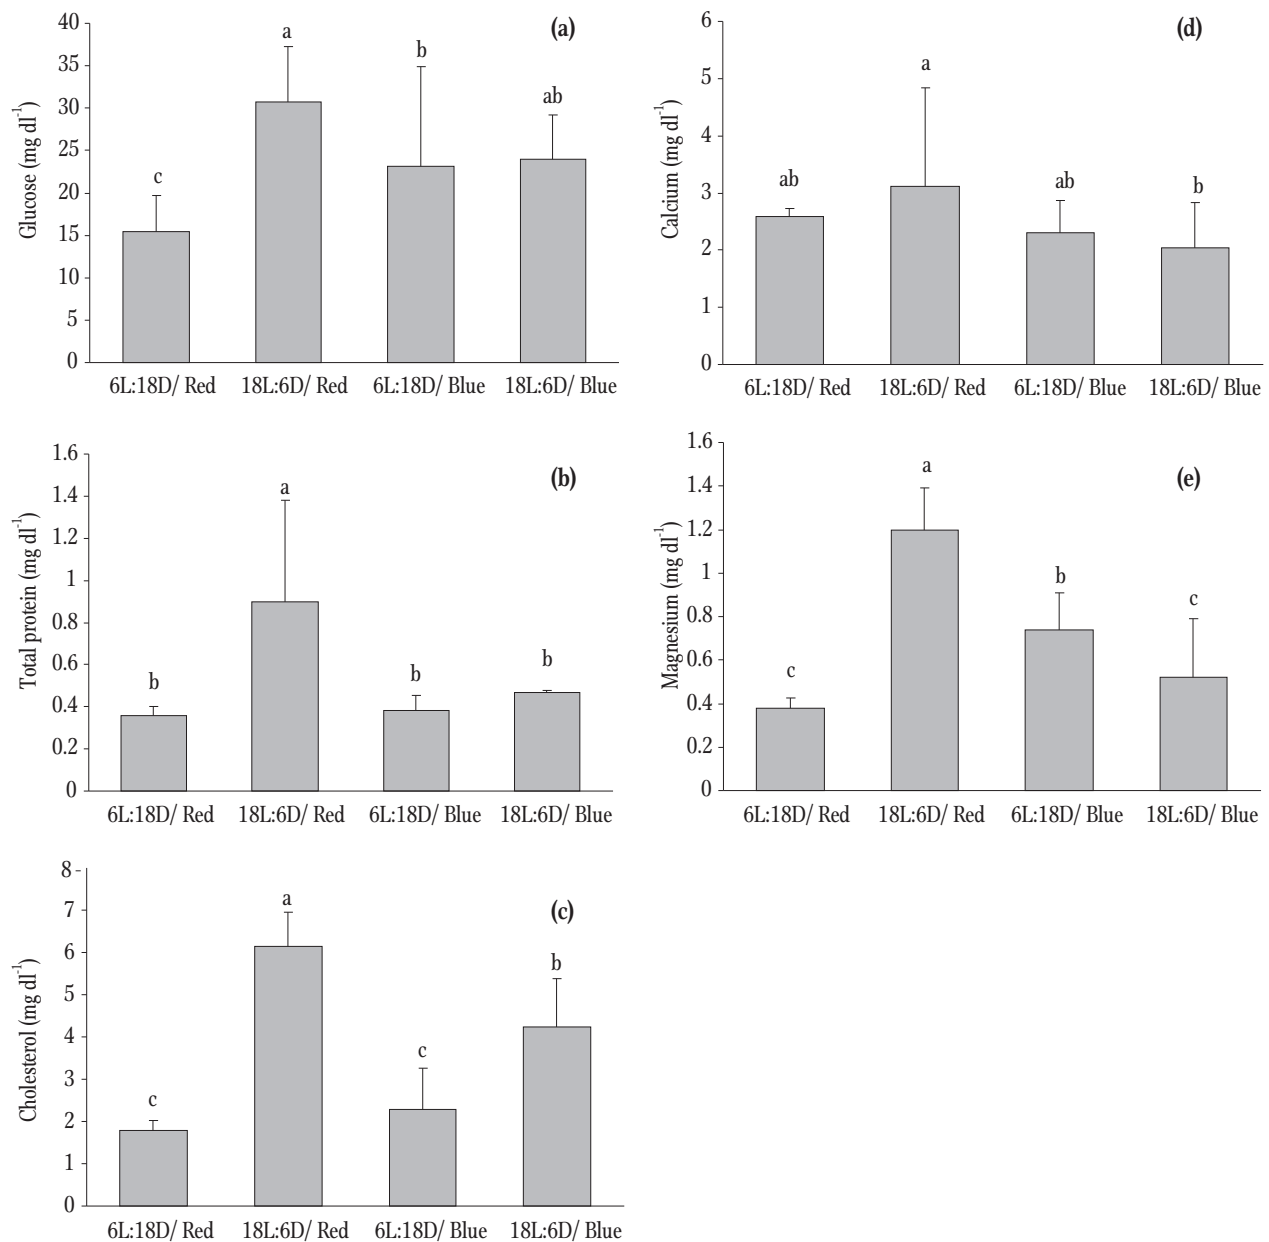 (a)
Glucose (mg dl-1)
40
35
30
25
20
15
10
5
0
c
a
b
ab
6L:18D/ Red
18L:6D/ Red
6L:18D/ Blue
18L:6D/ Blue
(b)
Total protein (mg dl-1)
1.6
1.4
1.2
1
0.8
0.6
0.4
0.2
0
b
a
b
b
6L:18D/ Red
18L:6D/ Red
6L:18D/ Blue
18L:6D/ Blue
(c)
Cholesterol (mg dl-1)
8
7
6
5
4
3
2
1
0
c
a
c
b
6L:18D/ Red
18L:6D/ Red
6L:18D/ Blue
18L:6D/ Blue
(d)
Calcium (mg dl-1)
6
5
4
3
2
1
0
ab
a
ab
b
6L:18D/ Red
18L:6D/ Red
6L:18D/ Blue
18L:6D/ Blue
(e)
Magnesium (mg dl-1)
1.6
1.4
1.2
1
0.8
0.6
0.4
0.2
0
c
a
b
c
6L:18D/ Red
18L:6D/ Red
6L:18D/ Blue
18L:6D/ Blue